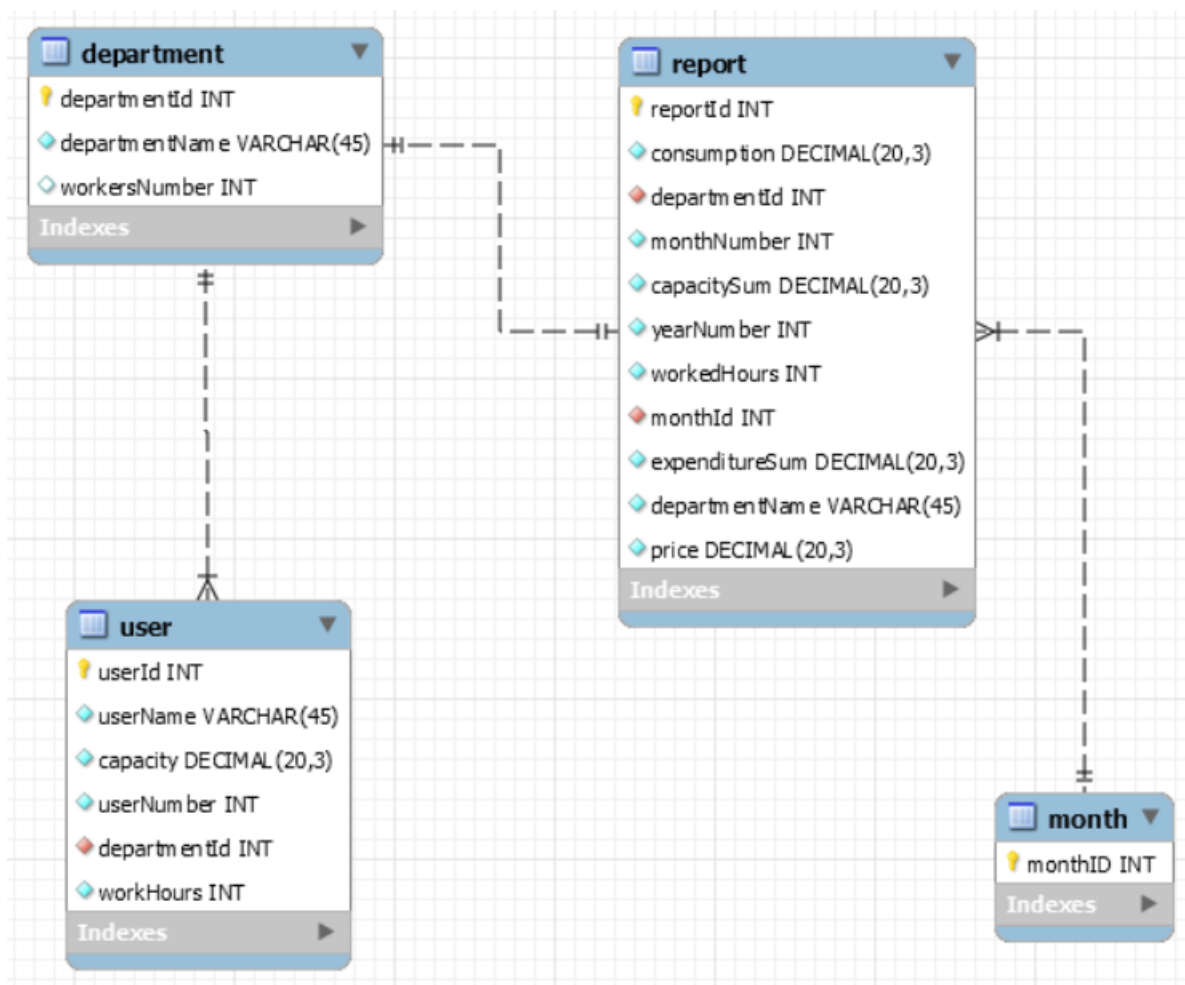 department
departmentId INT
departmentName VARCHAR(45)
workersNumber INT
Indexes
report
reportId INT
consumption DECIMAL(20,3)
departmentId INT
monthNumber INT
capacitySum DECIMAL(20,3)
yearNumber INT
workedHours INT
monthId INT
expenditureSum DECIMAL(20,3)
departmentName VARCHAR(45)
price DECIMAL(20,3)
Indexes
user
userId INT
userName VARCHAR(45)
capacity DECIMAL(20,3)
userNumber INT
departmentId INT
workHours INT
Indexes
month
monthID INT
Indexes